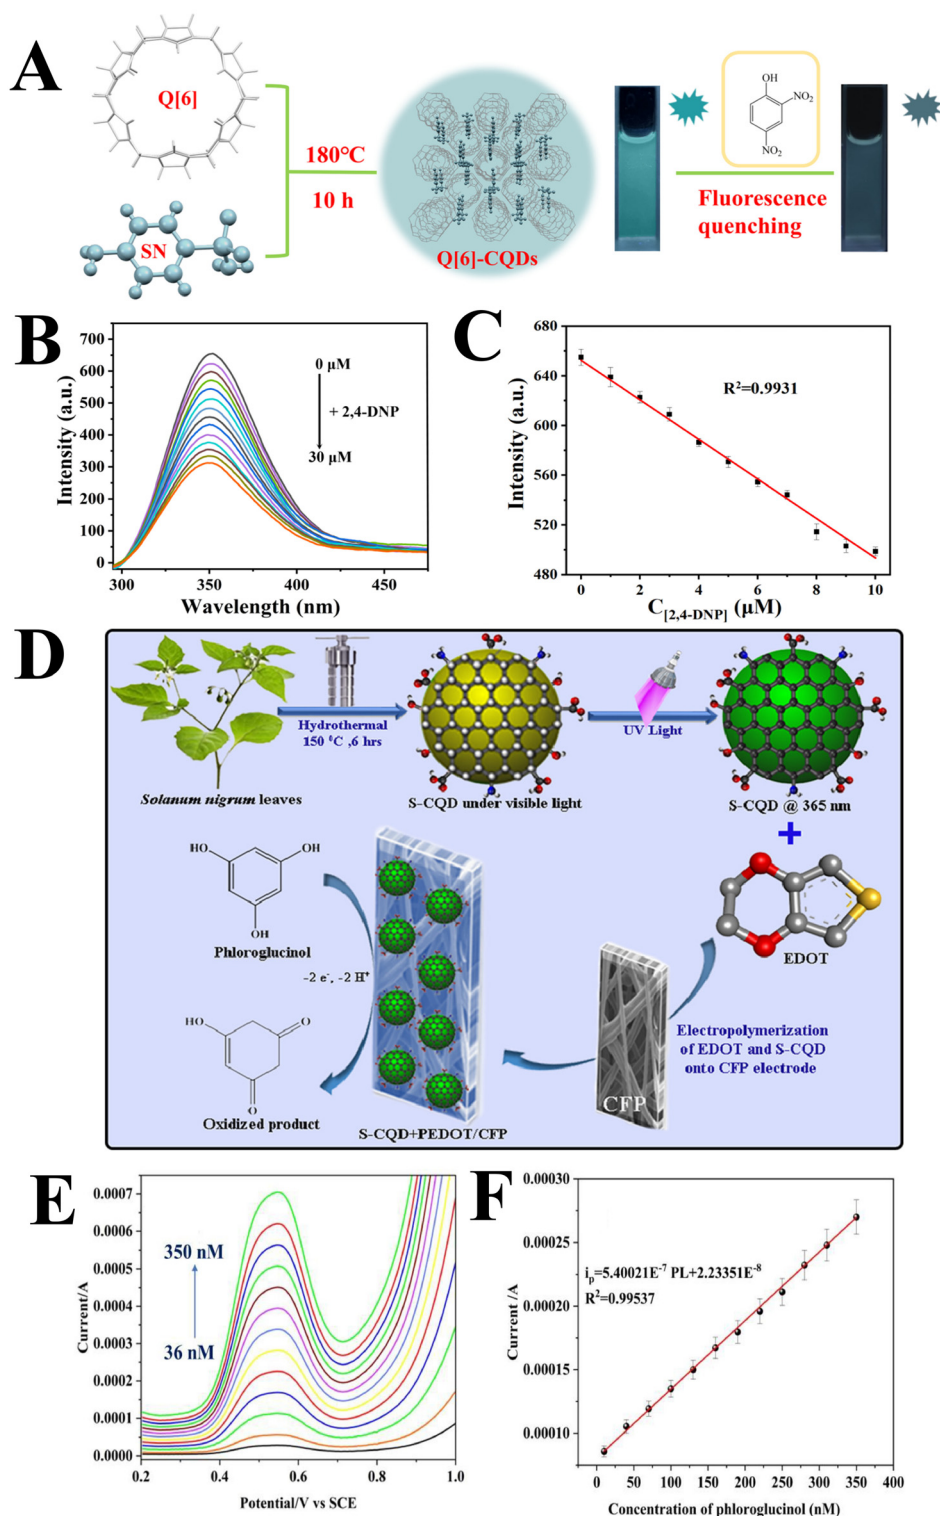 A
Q[6]
SN
180°C
10 h
Q[6]-CQDs
OH
NO₂
NO₂
Fluorescence
quenching
B
Intensity (a.u.)
700
600
500
400
300
200
100
0
0 μM
+ 2,4-DNP
30 μM
300
350
400
450
Wavelength (nm)
C
Intensity (a.u.)
680
640
600
560
520
480
R²=0.9931
0
2
4
6
8
10
C[2,4-DNP] (μM)
D
Hydrothermal
150 ⁰C ,6 hrs
UV Light
Solanum nigrum leaves
S-CQD under visible light
S-CQD @ 365 nm
+
HO
OH
OH
Phloroglucinol
-2 e⁻, -2 H⁺
HO
O
O
Oxidized product
S-CQD+PEDOT/CFP
CFP
EDOT
Electropolymerization
of EDOT and S-CQD
onto CFP electrode
E
Current/A
0.0007
0.0006
0.0005
0.0004
0.0003
0.0002
0.0001
0.0000
350 nM
36 nM
0.2
0.4
0.6
0.8
1.0
Potential/V vs SCE
F
Current /A
0.00030
0.00025
0.00020
0.00015
0.00010
iₚ=5.40021E⁻⁷ PL+2.23351E⁻⁸
R²=0.99537
0
50
100
150
200
250
300
350
400
Concentration of phloroglucinol (nM)